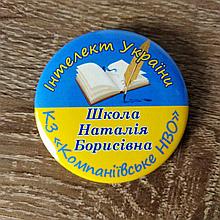 Інтелект України
Школа
Наталія
Борисівна
КЗ «Компаніївське НВО»